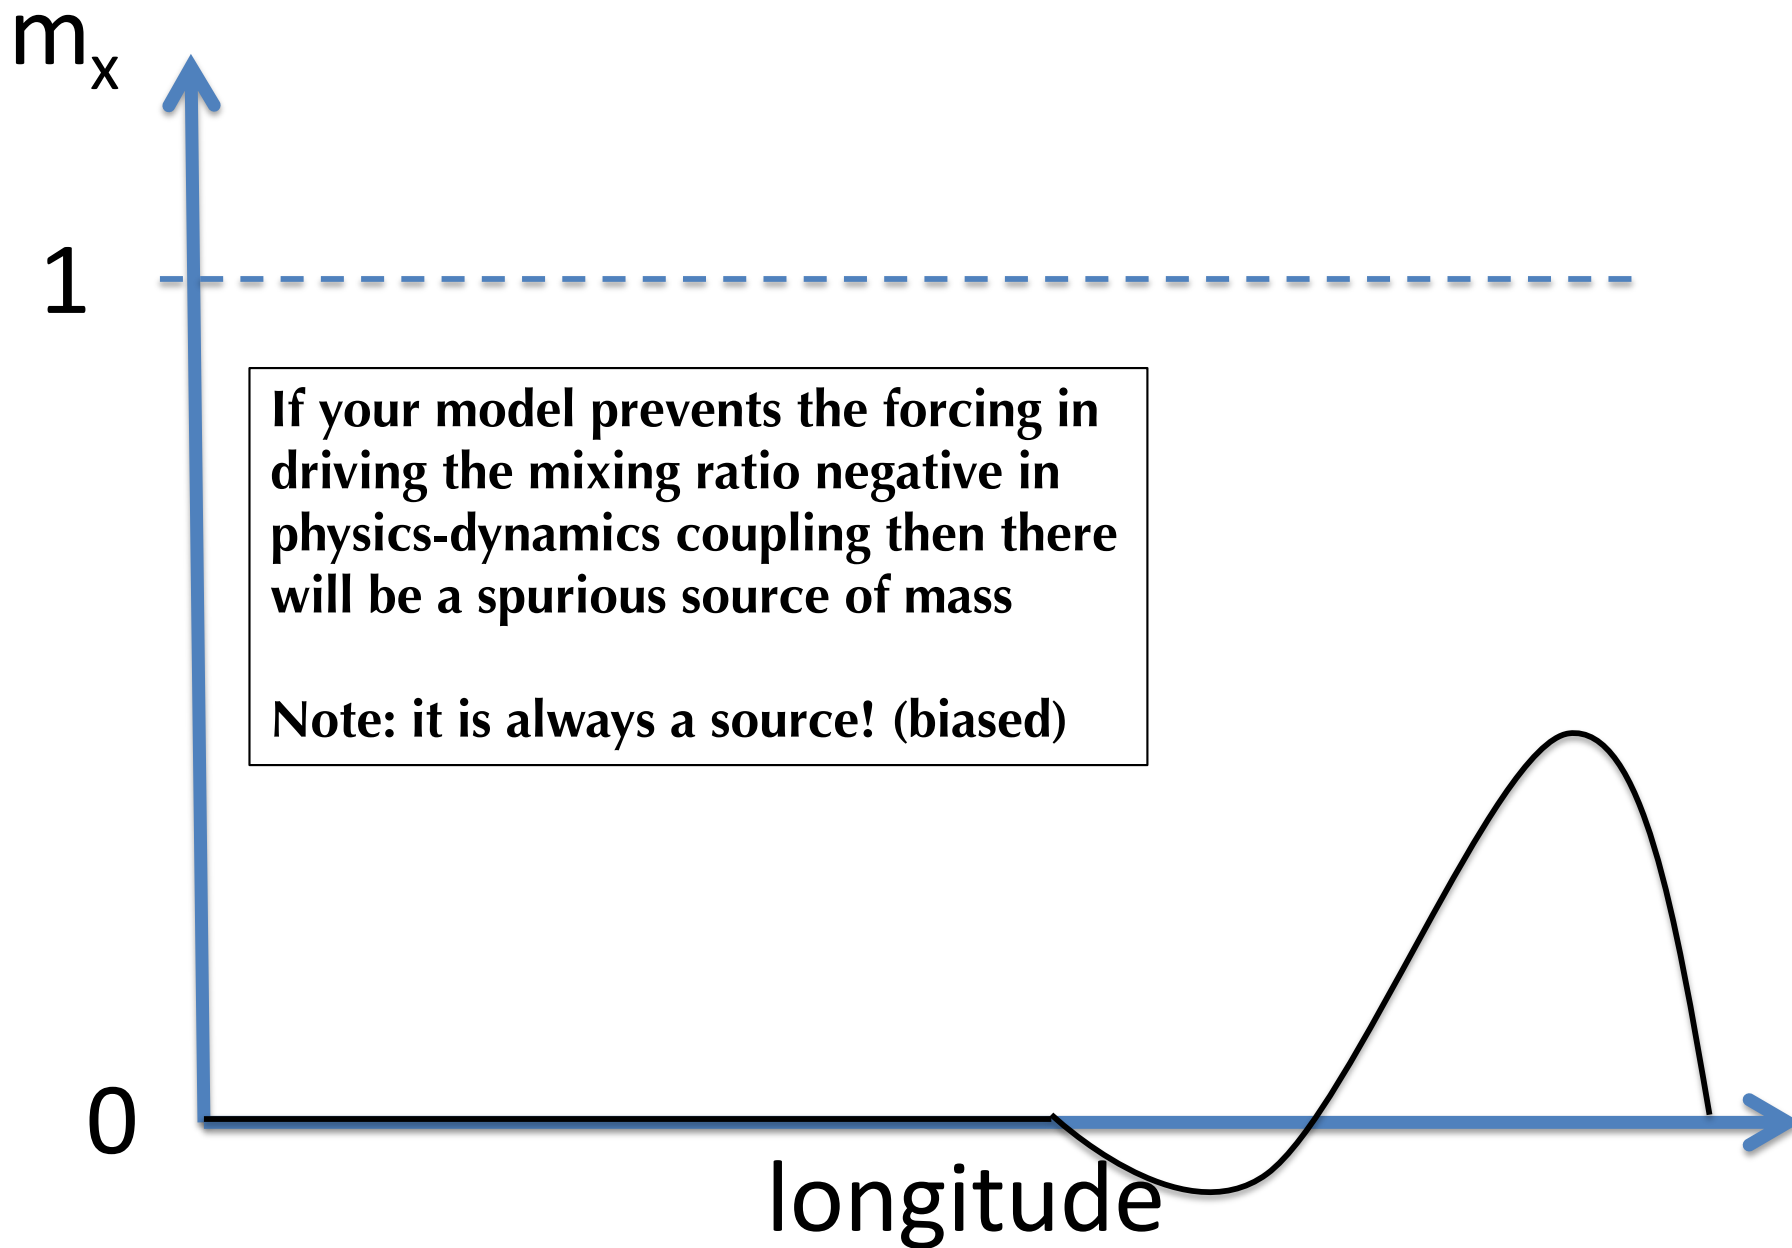 mₓ
1
If your model prevents the forcing in
driving the mixing ratio negative in
physics-dynamics coupling then there
will be a spurious source of mass
Note: it is always a source! (biased)
0
longitude